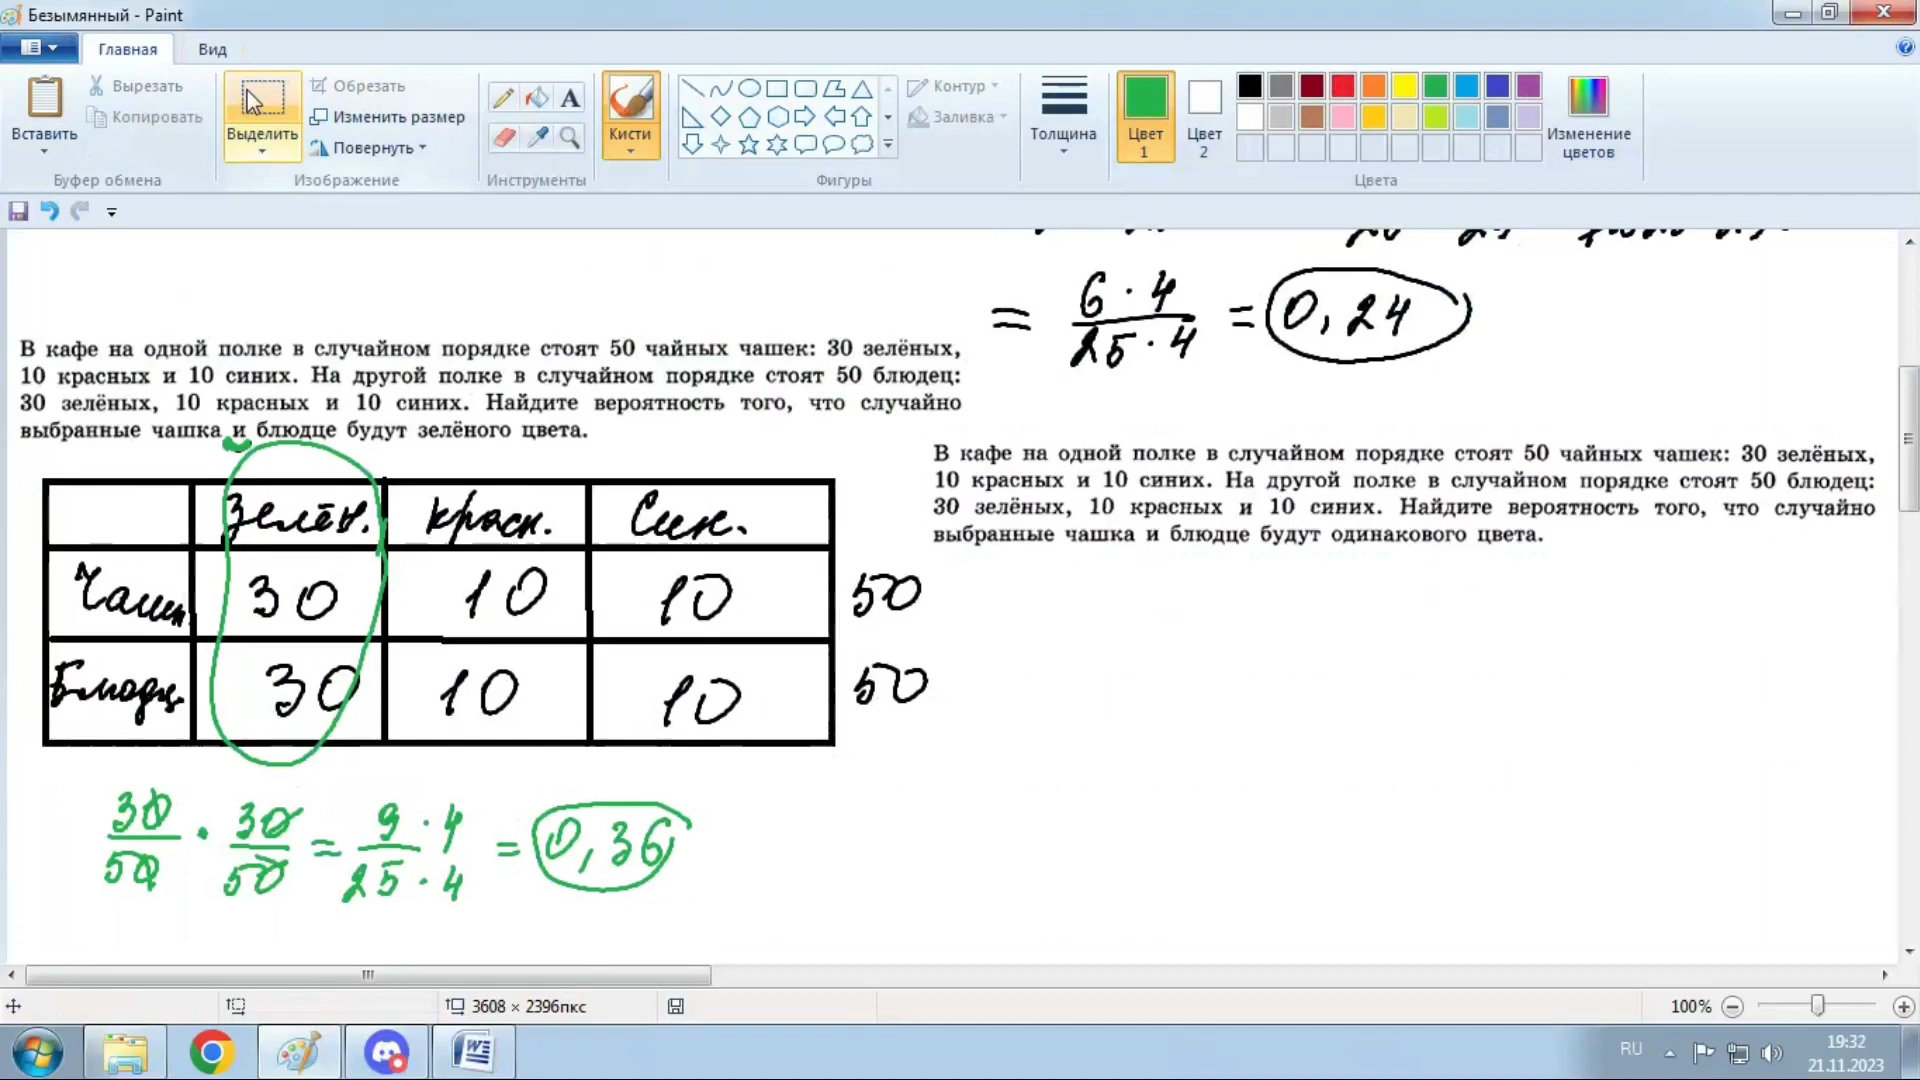 Безымянный - Paint
Главная
Вид
Вставить
Вырезать
Копировать
Буфер обмена
Выделить
Обрезать
Изменить размер
Повернуть
Изображение
A
Инструменты
Кисти
Фигуры
Контур
Заливка
Толщина
Цвет 1
Цвет 2
Изменение цветов
Цвета
= 6 · 4 / 25 · 4 = 0,24
В кафе на одной полке в случайном порядке стоят 50 чайных чашек: 30 зелёных,
10 красных и 10 синих. На другой полке в случайном порядке стоят 50 блюдец:
30 зелёных, 10 красных и 10 синих. Найдите вероятность того, что случайно
выбранные чашка и блюдце будут зелёного цвета.
Зелён. Красн. Син.
Чашк. 30 10 10 50
Блюдц. 30 10 10 50
30/50 · 30/50 = 9 · 4 / 25 · 4 = 0,36
В кафе на одной полке в случайном порядке стоят 50 чайных чашек: 30 зелёных,
10 красных и 10 синих. На другой полке в случайном порядке стоят 50 блюдец:
30 зелёных, 10 красных и 10 синих. Найдите вероятность того, что случайно
выбранные чашка и блюдце будут одинакового цвета.
3608 × 2396пкс
100%
RU
19:32
21.11.2023